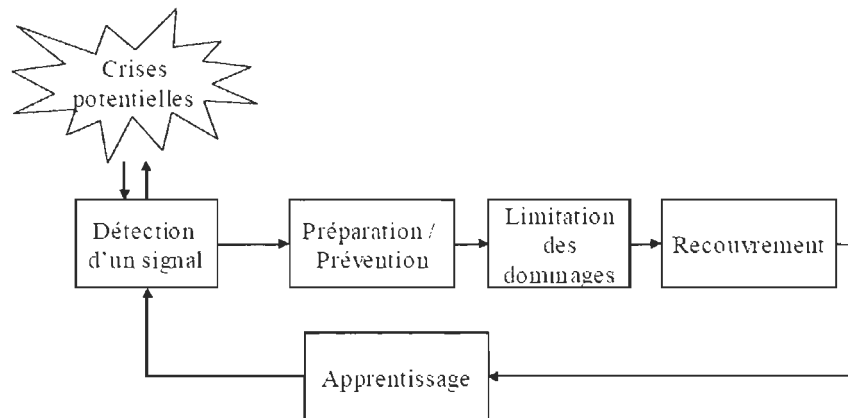 Crises
potentielles
Détection
d'un signal
Préparation /
Prévention
Limitation
des
dommages
Recouvrement
Apprentissage